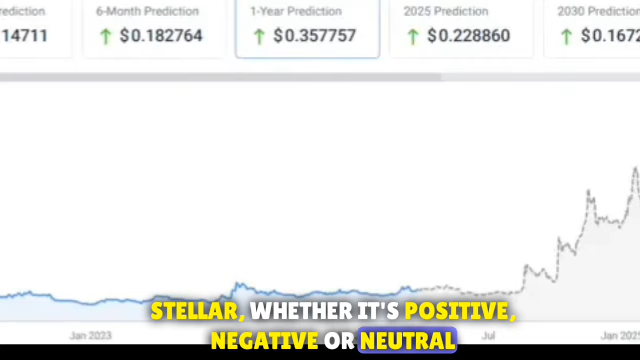 6-Month Prediction
1-Year Prediction
2025 Prediction
2030 Prediction
14711
↑ $0.182764
↑ $0.357757
↑ $0.228860
↑ $0.1672
STELLAR, WHETHER IT'S POSITIVE,
NEGATIVE OR NEUTRAL
Jan 2023
Jul
Jan 2025